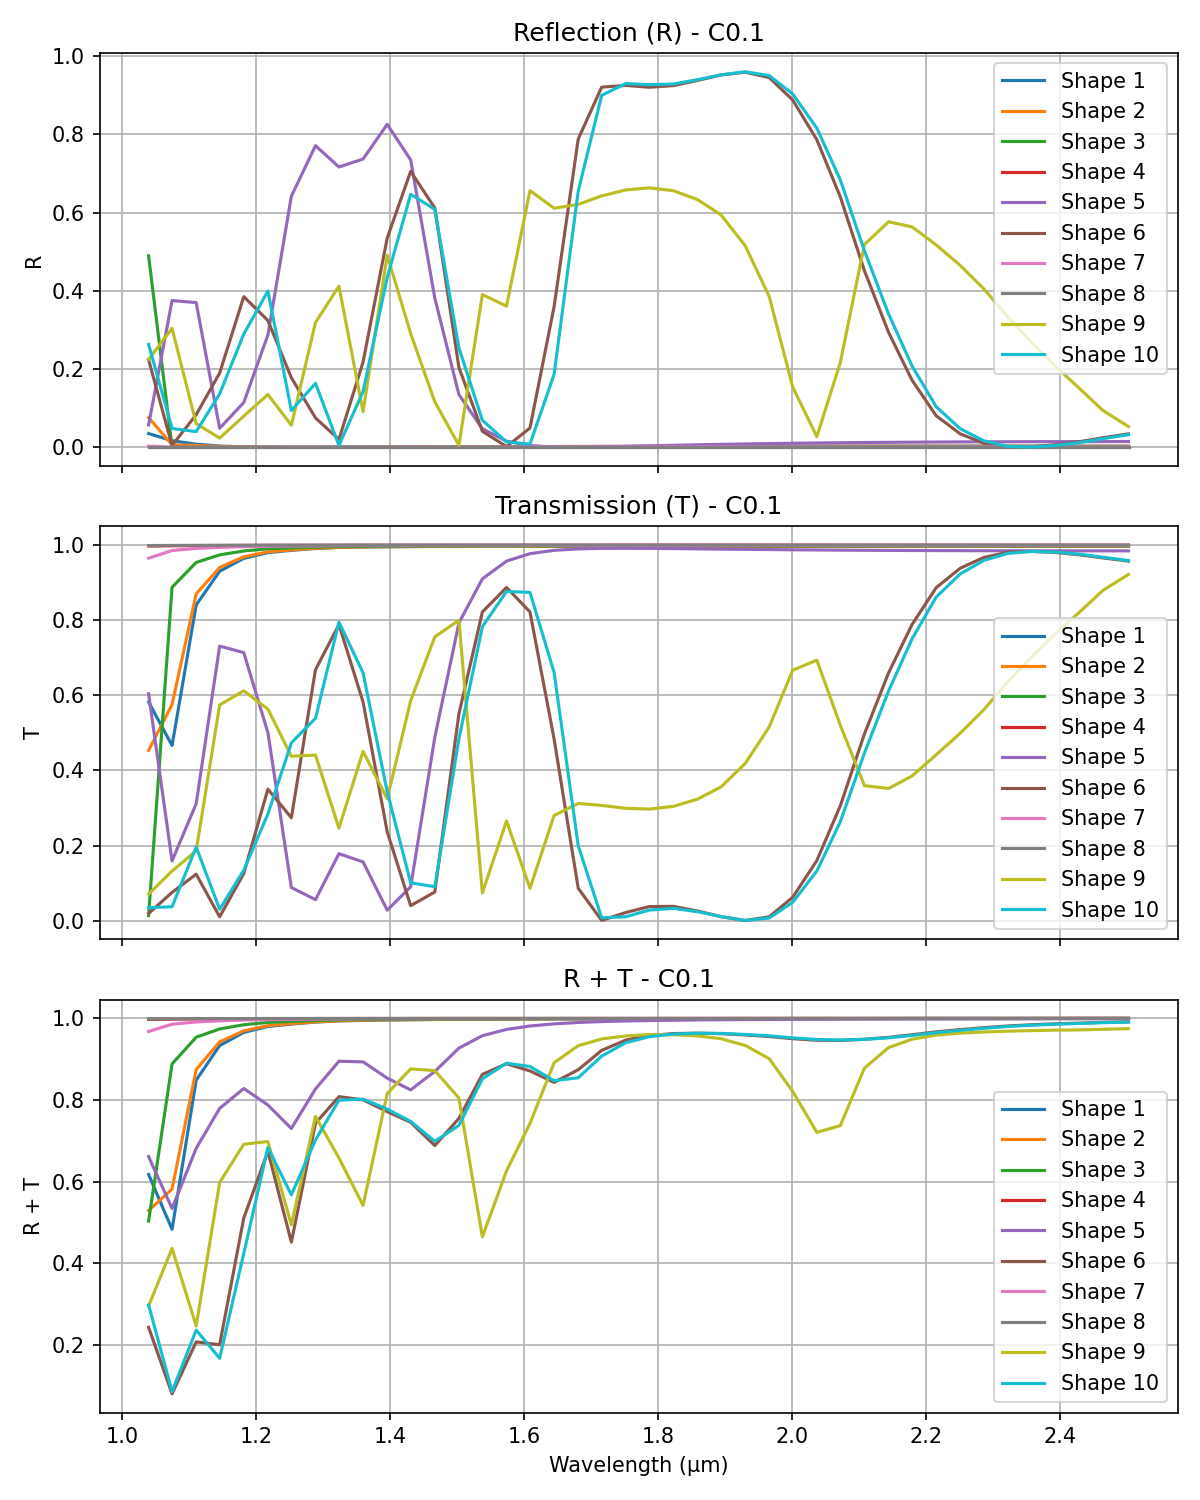 Reflection (R) - C0.1
1.0
0.8
0.6
0.4
0.2
0.0
R
Shape 1
Shape 2
Shape 3
Shape 4
Shape 5
Shape 6
Shape 7
Shape 8
Shape 9
Shape 10
Transmission (T) - C0.1
1.0
0.8
0.6
0.4
0.2
0.0
T
Shape 1
Shape 2
Shape 3
Shape 4
Shape 5
Shape 6
Shape 7
Shape 8
Shape 9
Shape 10
R + T - C0.1
1.0
0.8
0.6
0.4
0.2
R + T
Shape 1
Shape 2
Shape 3
Shape 4
Shape 5
Shape 6
Shape 7
Shape 8
Shape 9
Shape 10
1.0 1.2 1.4 1.6 1.8 2.0 2.2 2.4
Wavelength (μm)